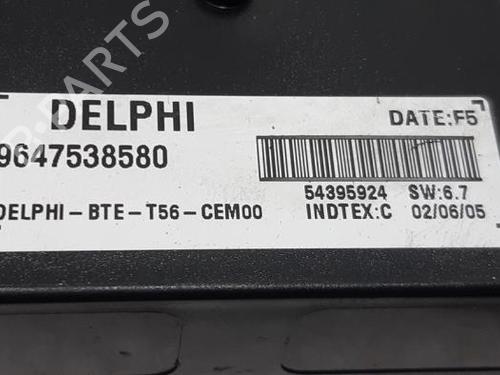 DELPHI
DATE:F5
9647538580
54395924 SW:6.7
DELPHI-BTE-T56-CEM00
INDTEX:C 02/06/05